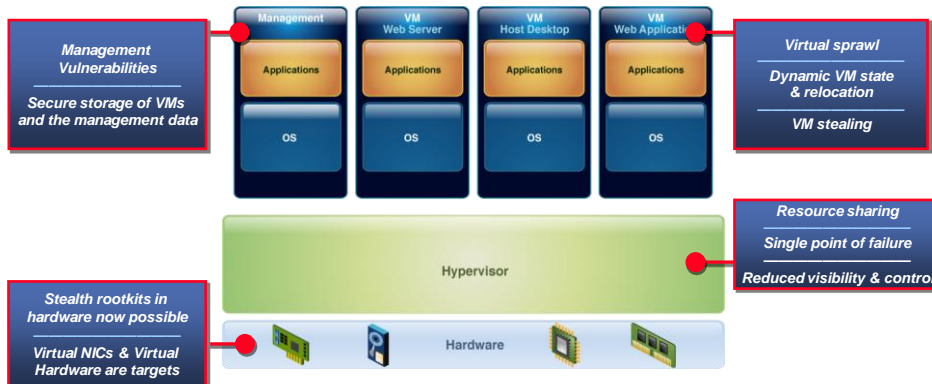 Management
Vulnerabilities
Secure storage of VMs
and the management data
Management
Applications
OS
VM
Web Server
Applications
OS
VM
Host Desktop
Applications
OS
VM
Web Applicatio
Applications
OS
Virtual sprawl
Dynamic VM state
& relocation
VM stealing
Hypervisor
Resource sharing
Single point of failure
Reduced visibility & control
Stealth rootkits in
hardware now possible
Virtual NICs & Virtual
Hardware are targets
Hardware